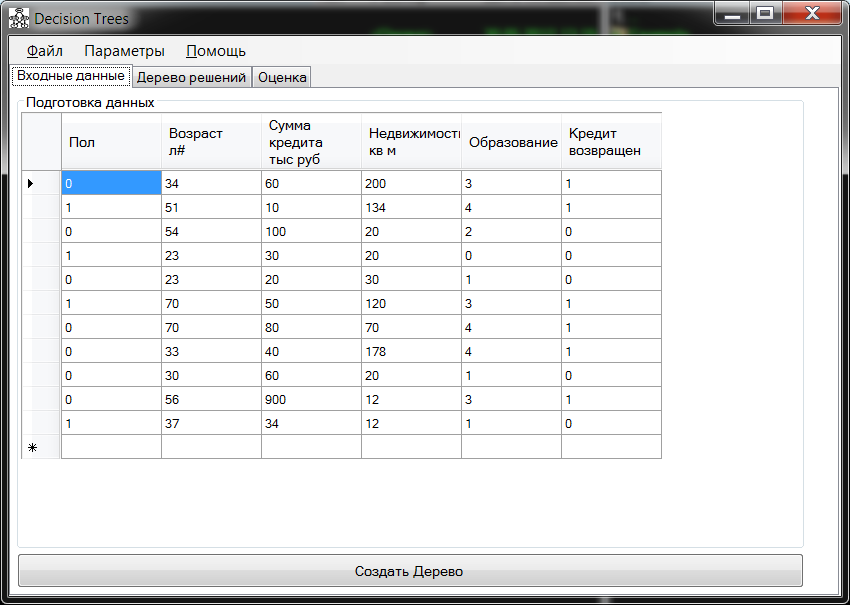 Decision Trees
Файл Параметры Помощь
Входные данные Дерево решений Оценка
Подготовка данных
Пол Возраст л# Сумма кредита тыс руб Недвижимость кв м Образование Кредит возвращен
0 34 60 200 3 1
1 51 10 134 4 1
0 54 100 20 2 0
1 23 30 20 0 0
0 23 20 30 1 0
1 70 50 120 3 1
0 70 80 70 4 1
0 33 40 178 4 1
0 30 60 20 1 0
0 56 900 12 3 1
1 37 34 12 1 0
Создать Дерево